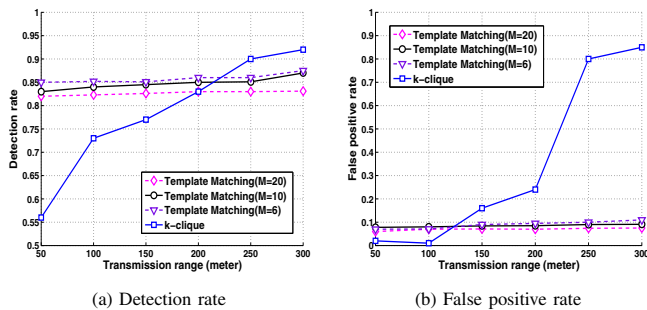 1
0.95
0.9
0.85
0.8
0.75
0.7
0.65
0.6
0.55
0.5
Detection rate
50 100 150 200 250 300
Transmission range (meter)
Template Matching(M=20)
Template Matching(M=10)
Template Matching(M=6)
k−clique
(a) Detection rate
1
0.9
0.8
0.7
0.6
0.5
0.4
0.3
0.2
0.1
0
False positive rate
50 100 150 200 250 300
Transmission range (meter)
Template Matching(M=20)
Template Matching(M=10)
Template Matching(M=6)
k−clique
(b) False positive rate